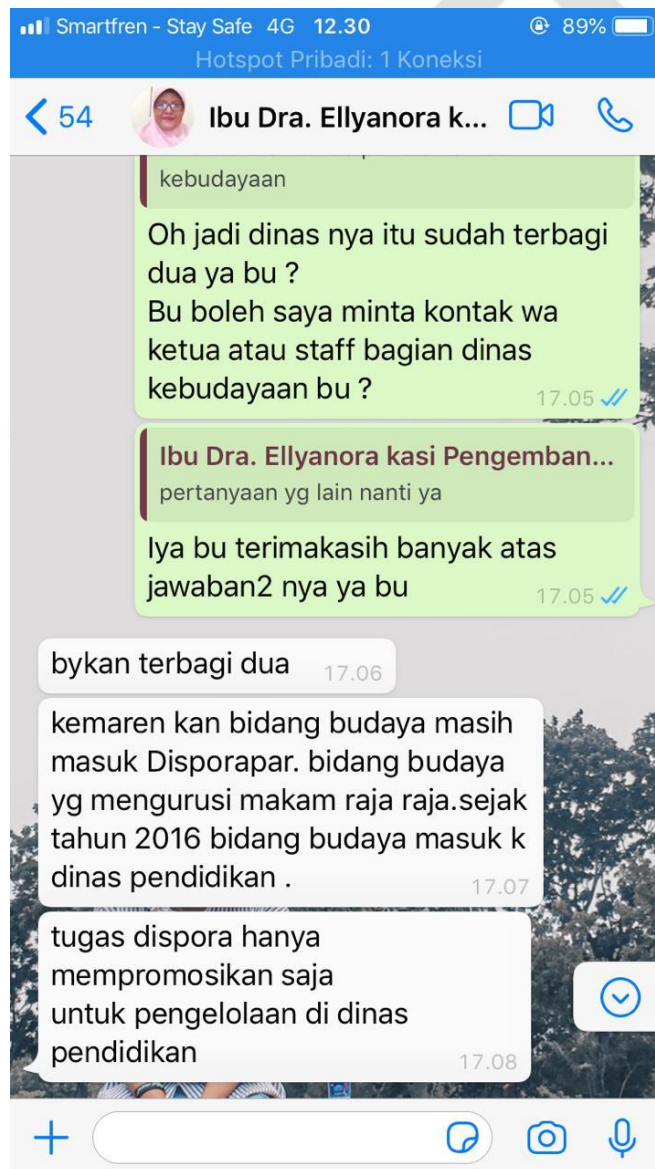 Smartfren - Stay Safe 4G 12.30 89%
Hotspot Pribadi: 1 Koneksi
54 Ibu Dra. Ellyanora k...
kebudayaan
Oh jadi dinas nya itu sudah terbagi
dua ya bu ?
Bu boleh saya minta kontak wa
ketua atau staff bagian dinas
kebudayaan bu ?
17.05
Ibu Dra. Ellyanora kasi Pengemban...
pertanyaan yg lain nanti ya
Iya bu terimakasih banyak atas
jawaban2 nya ya bu
17.05
bykan terbagi dua 17.06
kemaren kan bidang budaya masih
masuk Disporapar. bidang budaya
yg mengurusi makam raja raja.sejak
tahun 2016 bidang budaya masuk k
dinas pendidikan .
17.07
tugas dispora hanya
mempromosikan saja
untuk pengelolaan di dinas
pendidikan
17.08